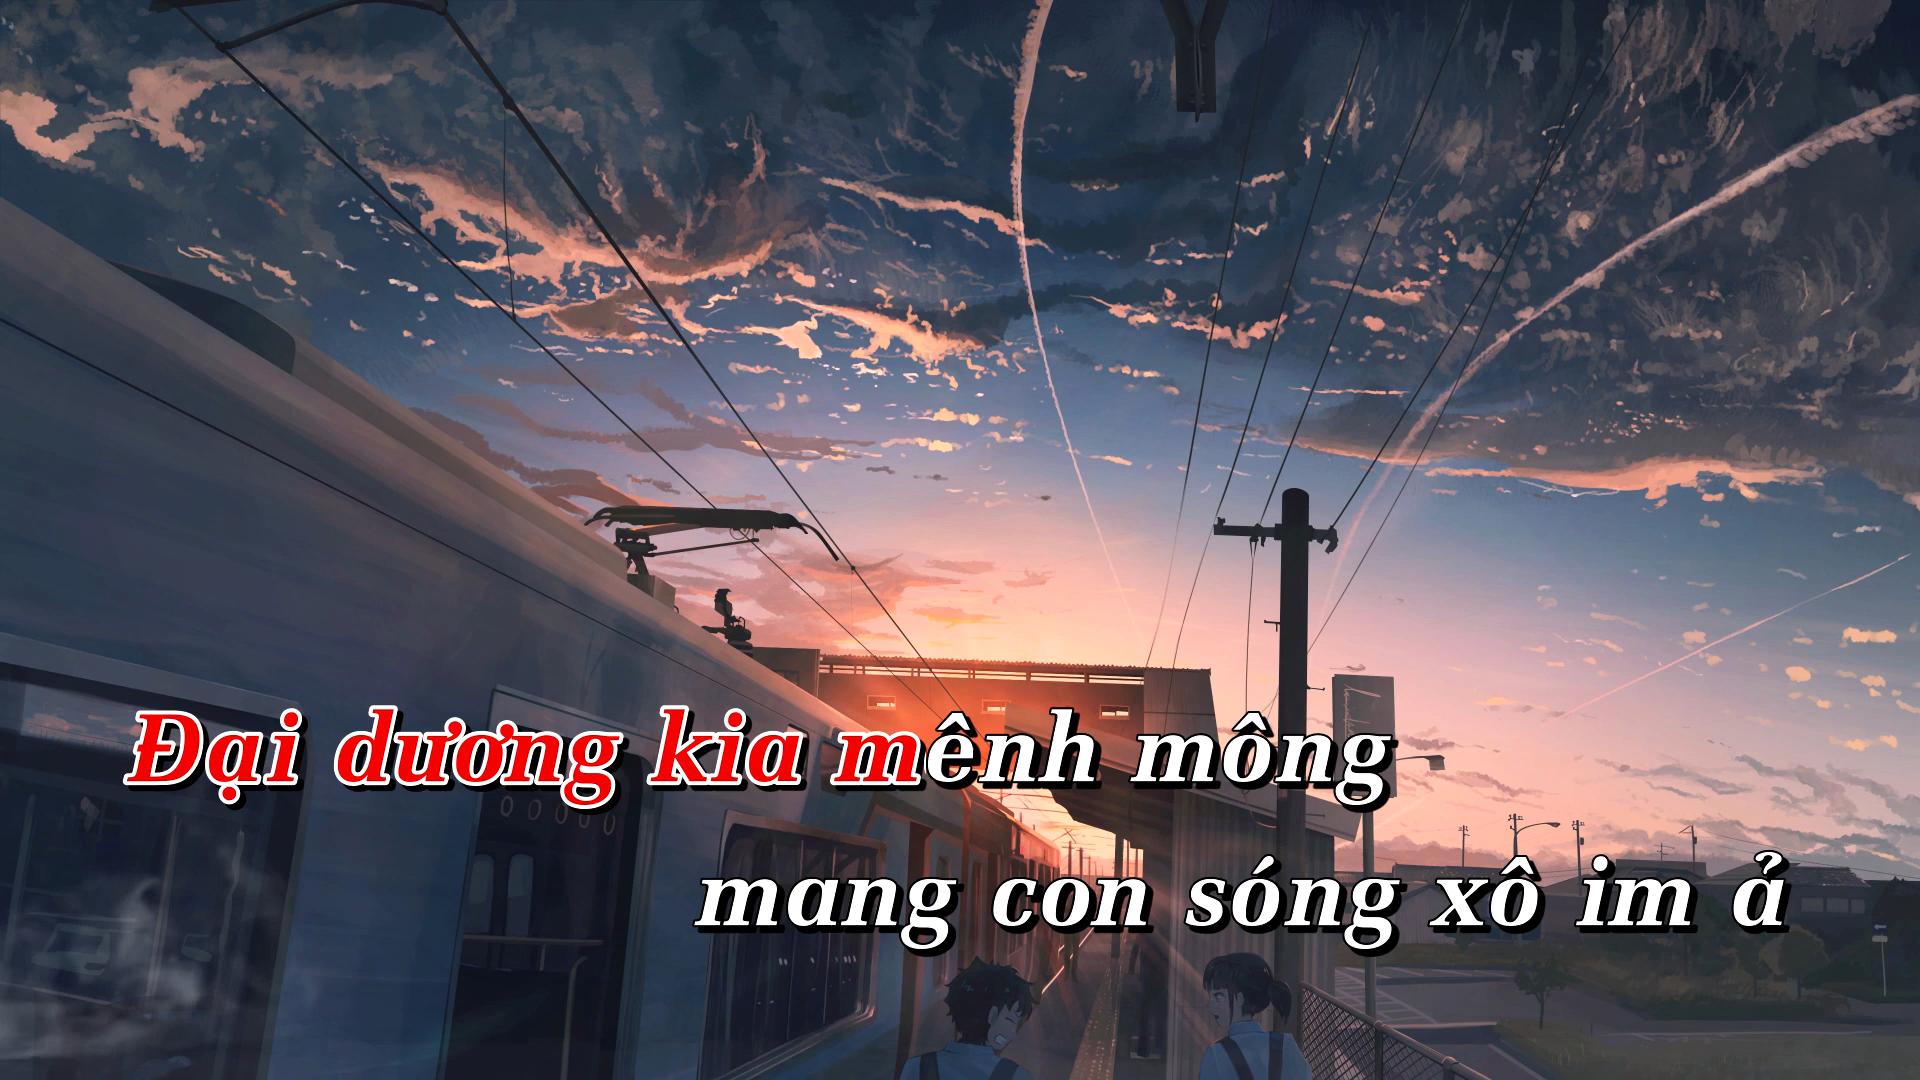 Đại dương kia mênh mông
mang con sóng xô im ả